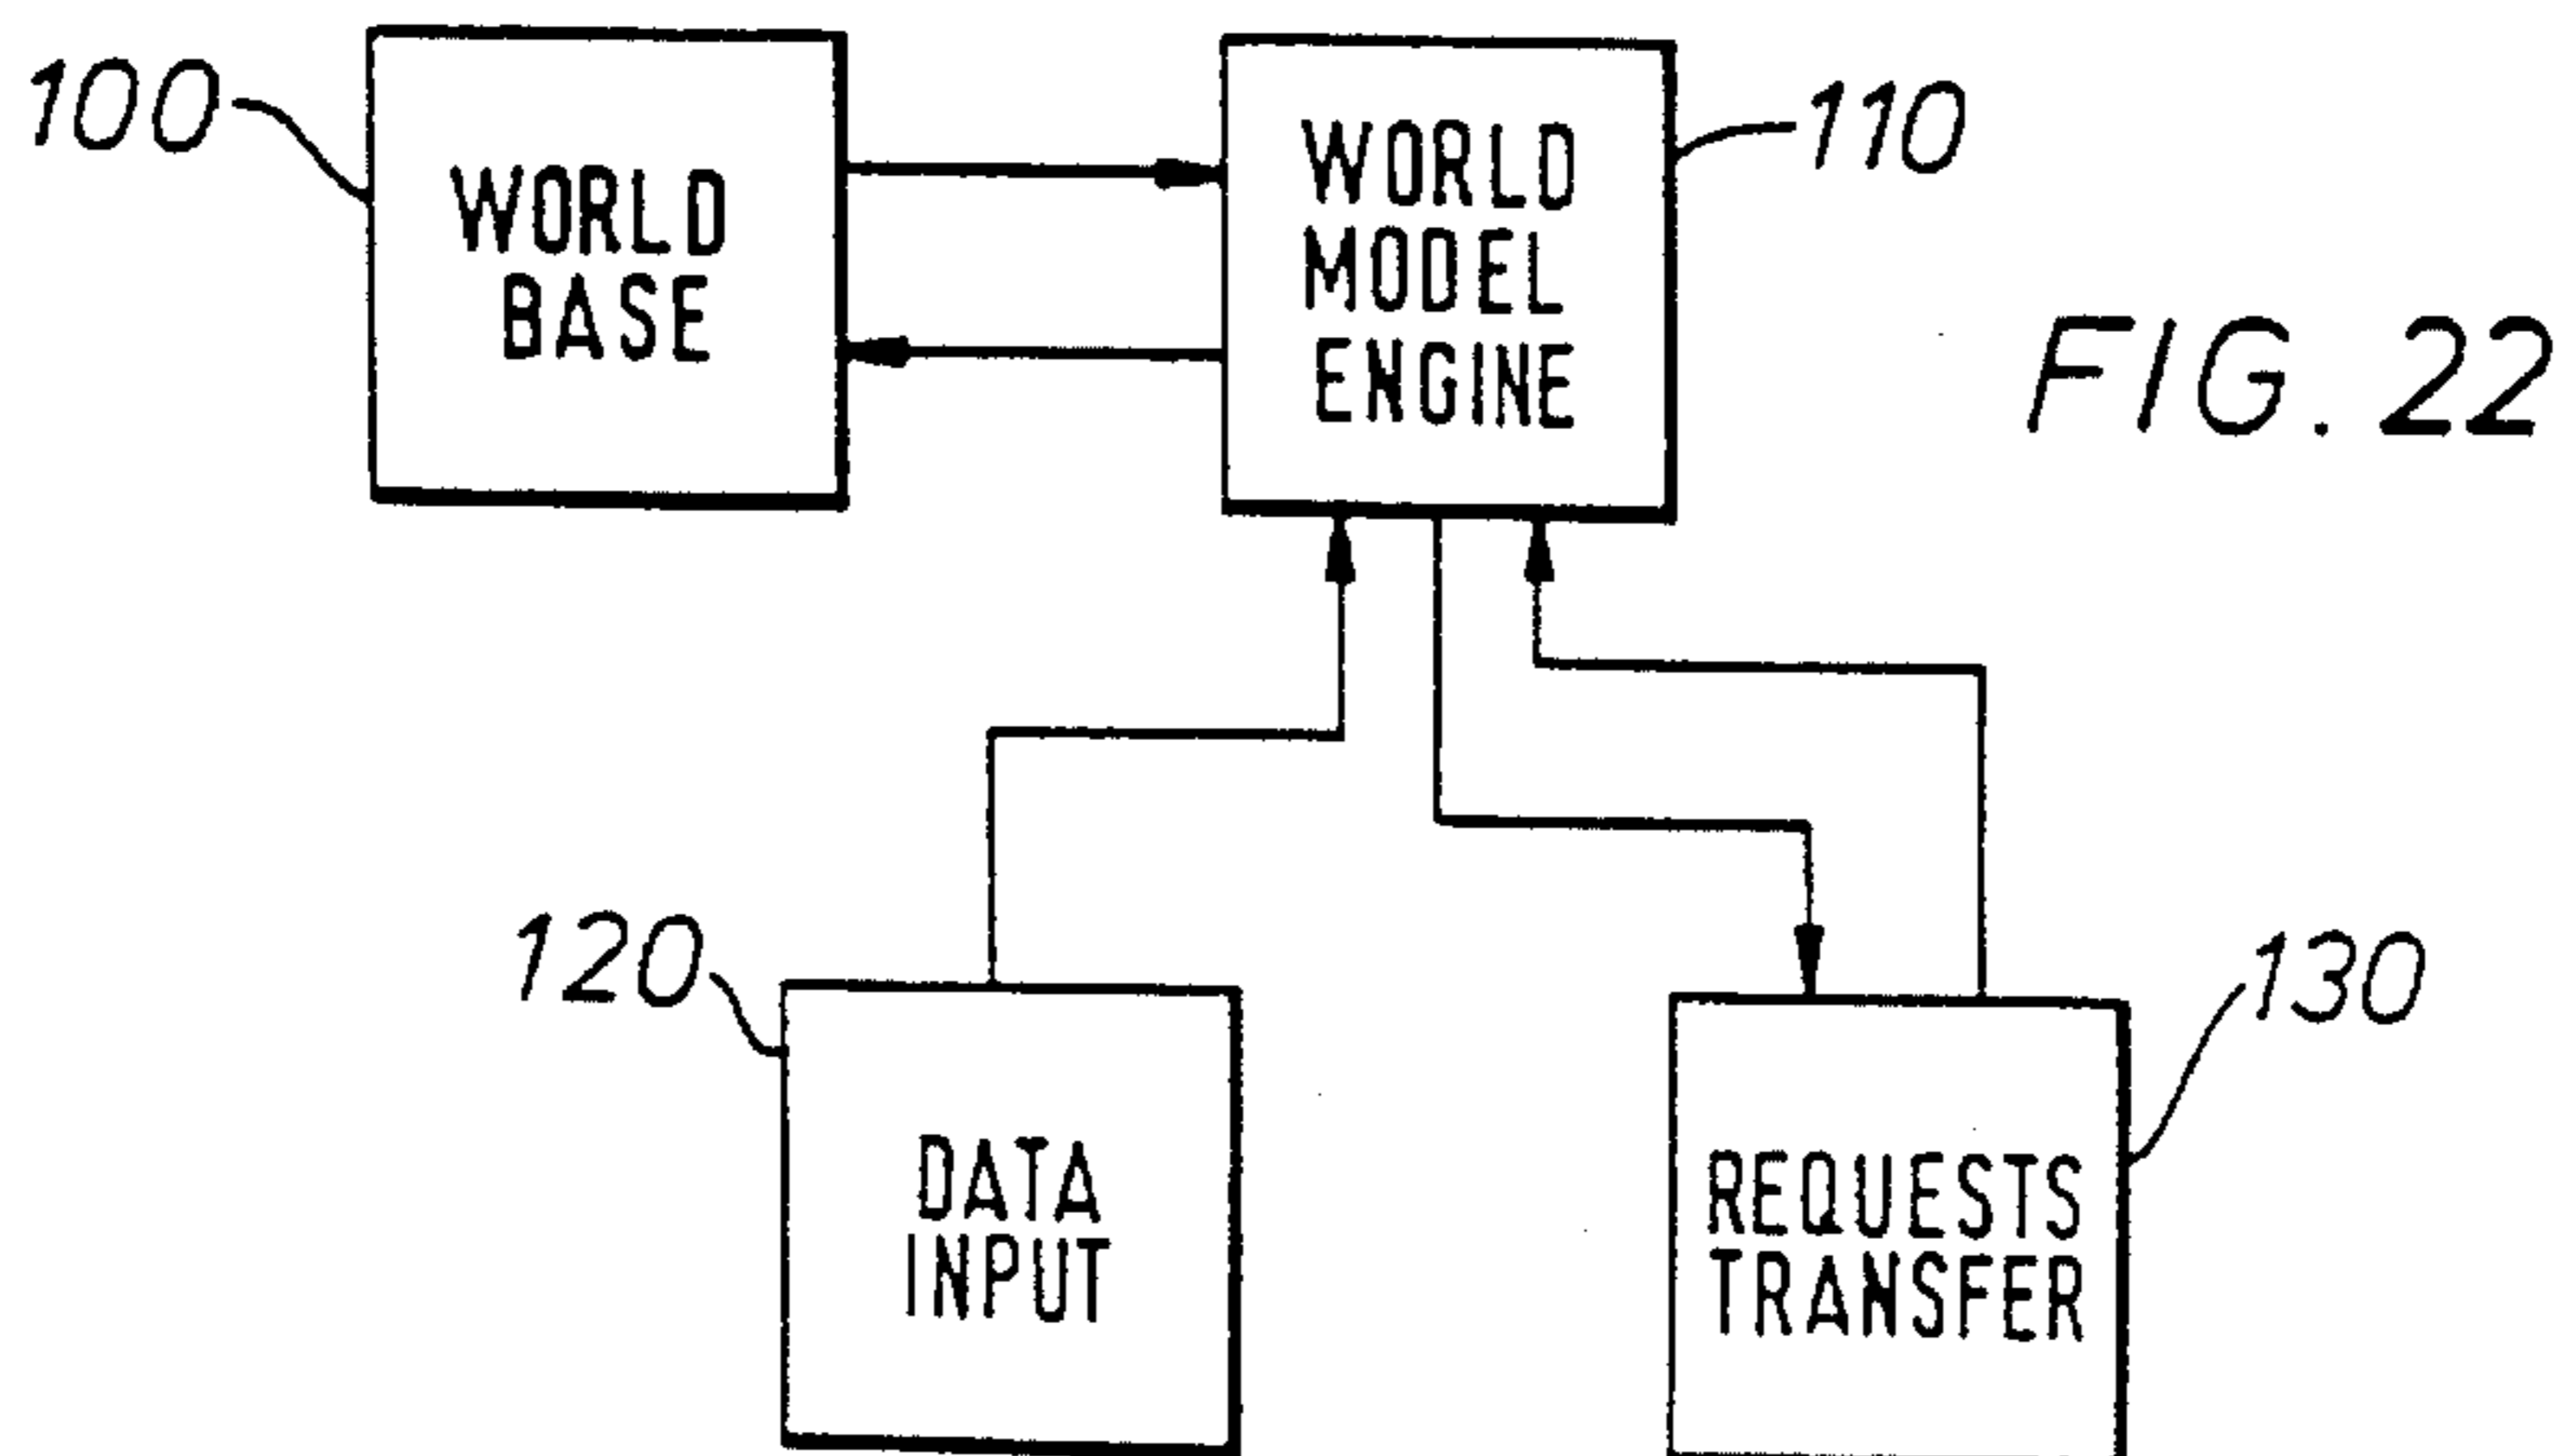 100
WORLD
BASE
WORLD
MODEL
ENGINE
110
FIG. 22
120
DATA
INPUT
130
REQUESTS
TRANSFER